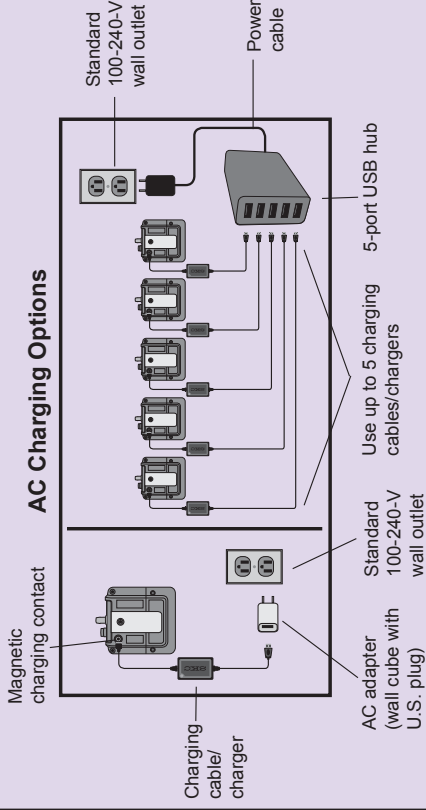 AC Charging Options
Magnetic
charging contact
Charging
cable/
charger
AC adapter
(wall cube with
U.S. plug)
Standard
100-240-V
wall outlet
Use up to 5 charging
cables/chargers
5-port USB hub
Power
cable
Standard
100-240-V
wall outlet